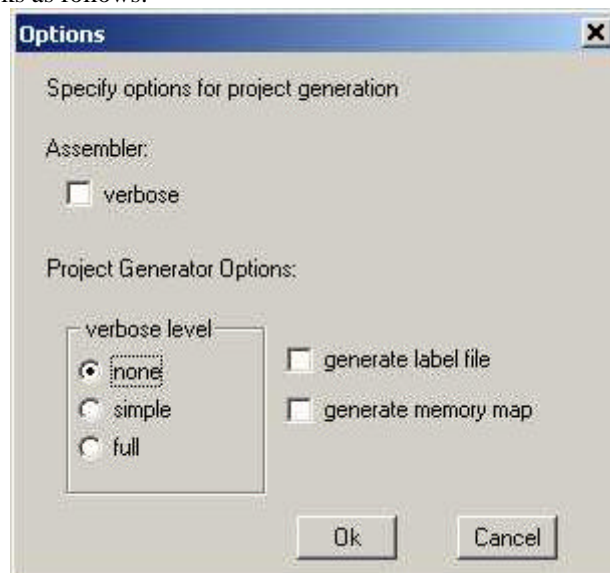 ks as follows.
Options
Specify options for project generation
Assembler:
verbose
Project Generator Options:
verbose level
none
simple
full
generate label file
generate memory map
Ok
Cancel